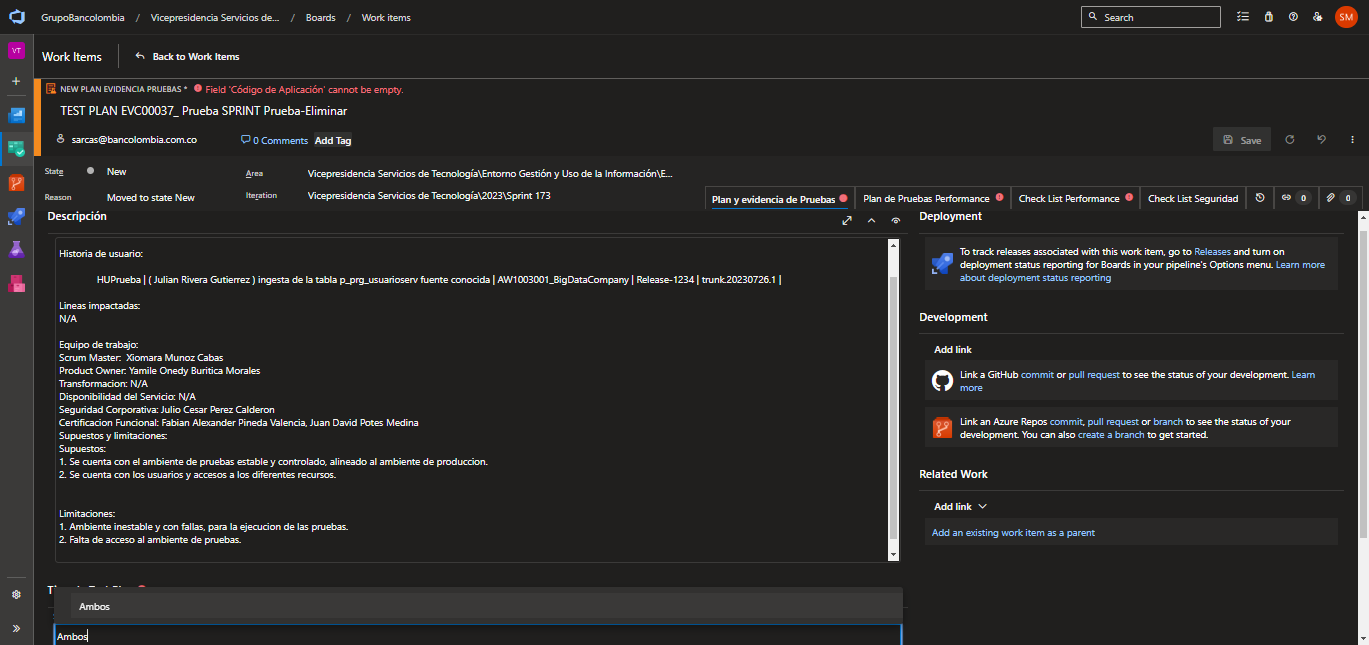 GrupoBancolombia / Vicepresidencia Servicios de... / Boards / Work items
Search
SM
VT
Work Items
Back to Work Items
NEW PLAN EVIDENCIA PRUEBAS * Field 'Código de Aplicación' cannot be empty.
TEST PLAN EVC00037_ Prueba SPRINT Prueba-Eliminar
sarcas@bancolombia.com.co
0 Comments
Add Tag
Save
State
New
Area
Vicepresidencia Servicios de Tecnología\Entorno Gestión y Uso de la Información\E...
Reason
Moved to state New
Iteration
Vicepresidencia Servicios de Tecnología\2023\Sprint 173
Plan y evidencia de Pruebas
Plan de Pruebas Performance
Check List Performance
Check List Seguridad
0
0
Descripción
Historia de usuario:
HUPrueba | ( Julian Rivera Gutierrez ) ingesta de la tabla p_prg_usuarioserv fuente conocida | AW1003001_BigDataCompany | Release-1234 | trunk.20230726.1 |
Lineas impactadas:
N/A
Equipo de trabajo:
Scrum Master: Xiomara Munoz Cabas
Product Owner: Yamile Onedy Buritica Morales
Transformacion: N/A
Disponibilidad del Servicio: N/A
Seguridad Corporativa: Julio Cesar Perez Calderon
Certificacion Funcional: Fabian Alexander Pineda Valencia, Juan David Potes Medina
Supuestos y limitaciones:
Supuestos:
1. Se cuenta con el ambiente de pruebas estable y controlado, alineado al ambiente de produccion.
2. Se cuenta con los usuarios y accesos a los diferentes recursos.
Limitaciones:
1. Ambiente inestable y con fallas, para la ejecucion de las pruebas.
2. Falta de acceso al ambiente de pruebas.
Ambos
Ambos
Deployment
To track releases associated with this work item, go to Releases and turn on
deployment status reporting for Boards in your pipeline's Options menu. Learn more
about deployment status reporting
Development
Add link
Link a GitHub commit or pull request to see the status of your development. Learn
more
Link an Azure Repos commit, pull request or branch to see the status of your
development. You can also create a branch to get started.
Related Work
Add link
Add an existing work item as a parent